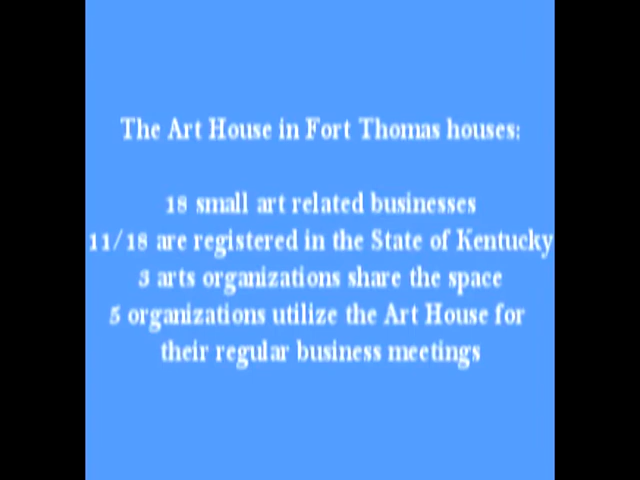 The Art House in Fort Thomas houses:
18 small art related businesses
11/18 are registered in the State of Kentucky
3 arts organizations share the space
5 organizations utilize the Art House for
their regular business meetings